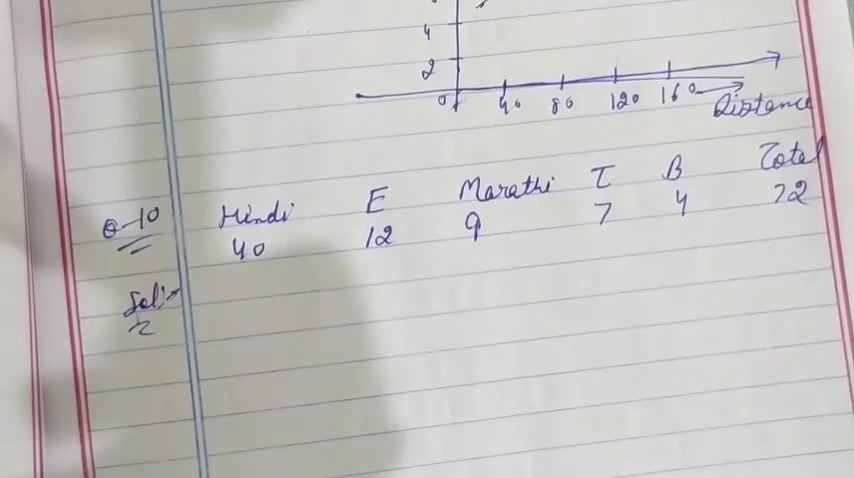 4
2
0 40 80 120 160 Distance
Q-10 Hindi E Marathi T B Total
40 12 9 7 4 72
Sol:-